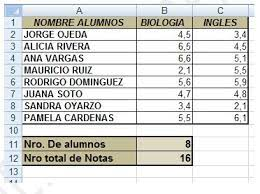 A B C
1 NOMBRE ALUMNOS BIOLOGIA INGLES
2 JORGE OJEDA 4,5 3,4
3 ALICIA RIVERA 6,5 4,5
4 ANA VARGAS 6,6 5,1
5 MAURICIO RUIZ 2,1 5,5
6 RODRIGO DOMINGUEZ 5,9 5,6
7 JUANA SOTO 4,7 4,8
8 SANDRA OYARZO 3,4 2,1
9 PAMELA CARDENAS 5,5 6,1
10
11 Nro. De alumnos 8
12 Nro total de Notas 16